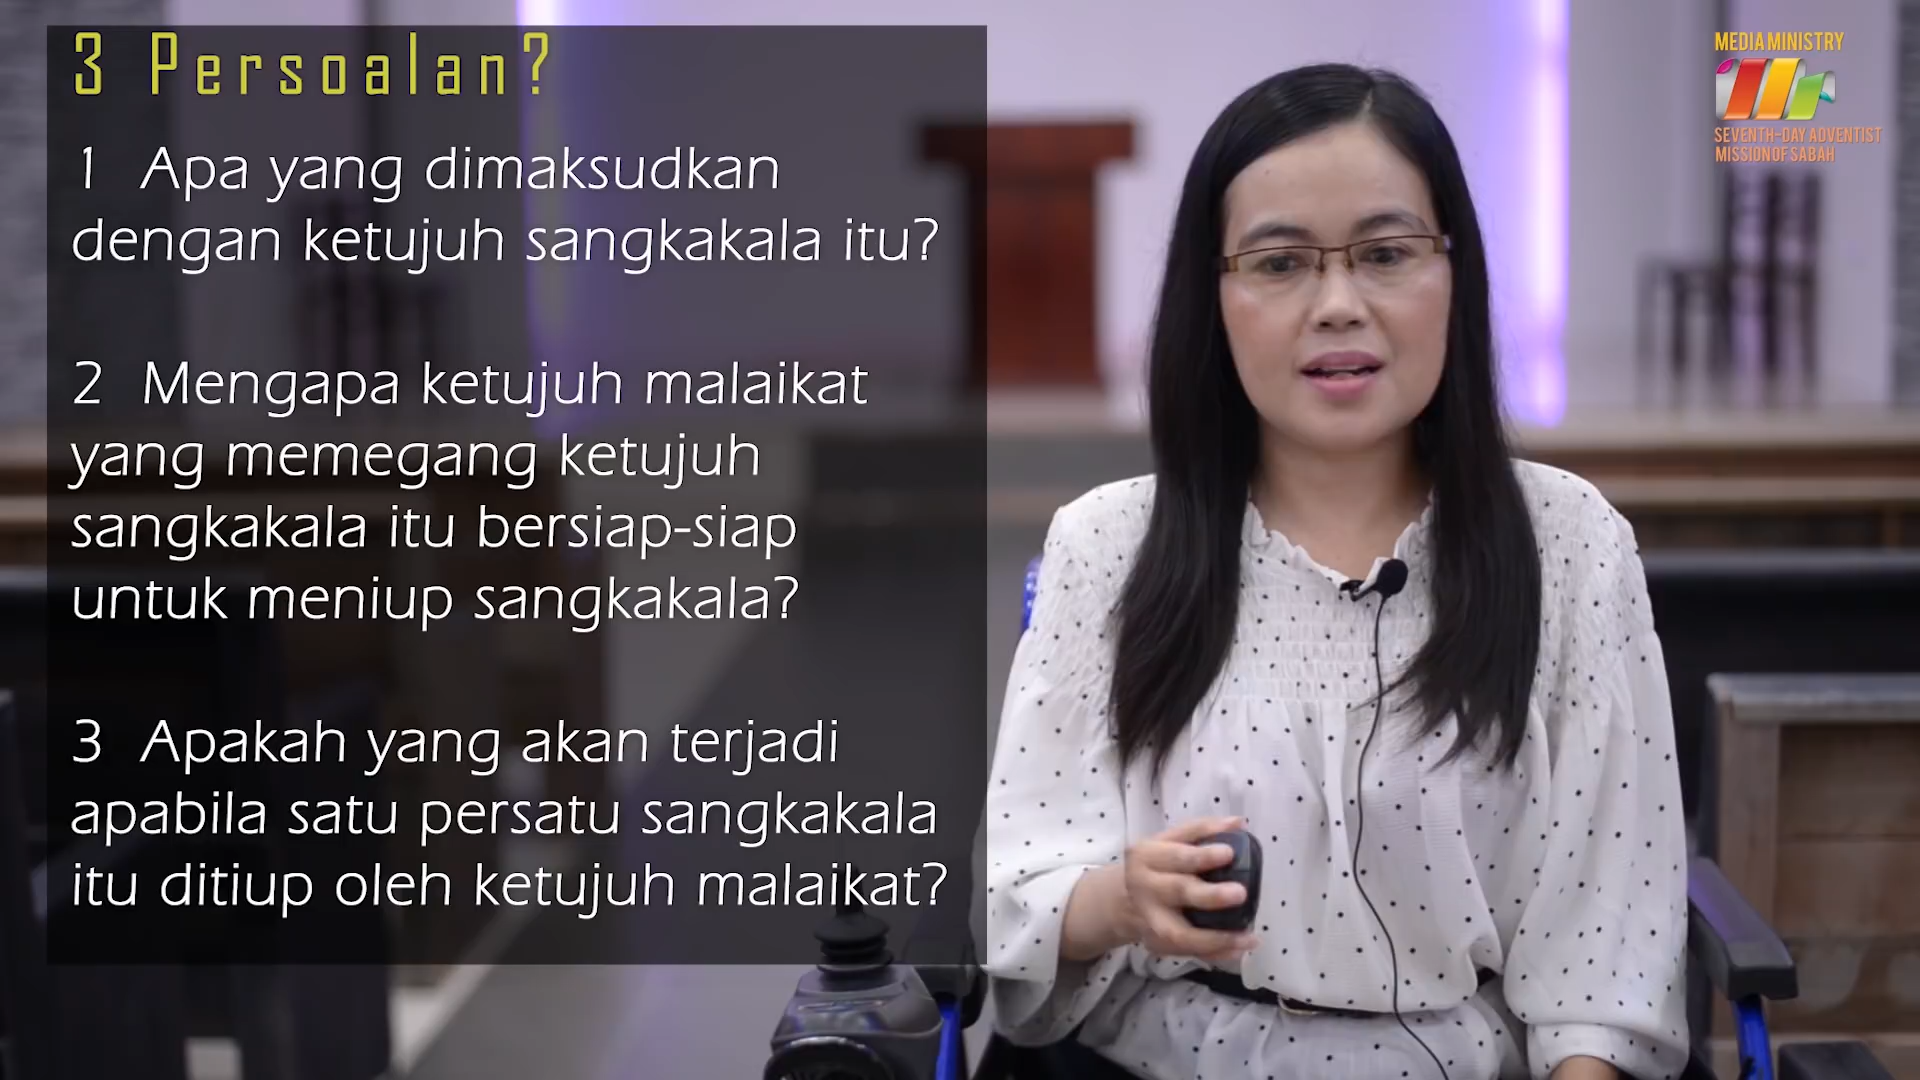 3 Persoalan?
1 Apa yang dimaksudkan
dengan ketujuh sangkakala itu?
2 Mengapa ketujuh malaikat
yang memegang ketujuh
sangkakala itu bersiap-siap
untuk meniup sangkakala?
3 Apakah yang akan terjadi
apabila satu persatu sangkakala
itu ditiup oleh ketujuh malaikat?
MEDIA MINISTRY
SEVENTH-DAY ADVENTIST
MISSION OF SABAH